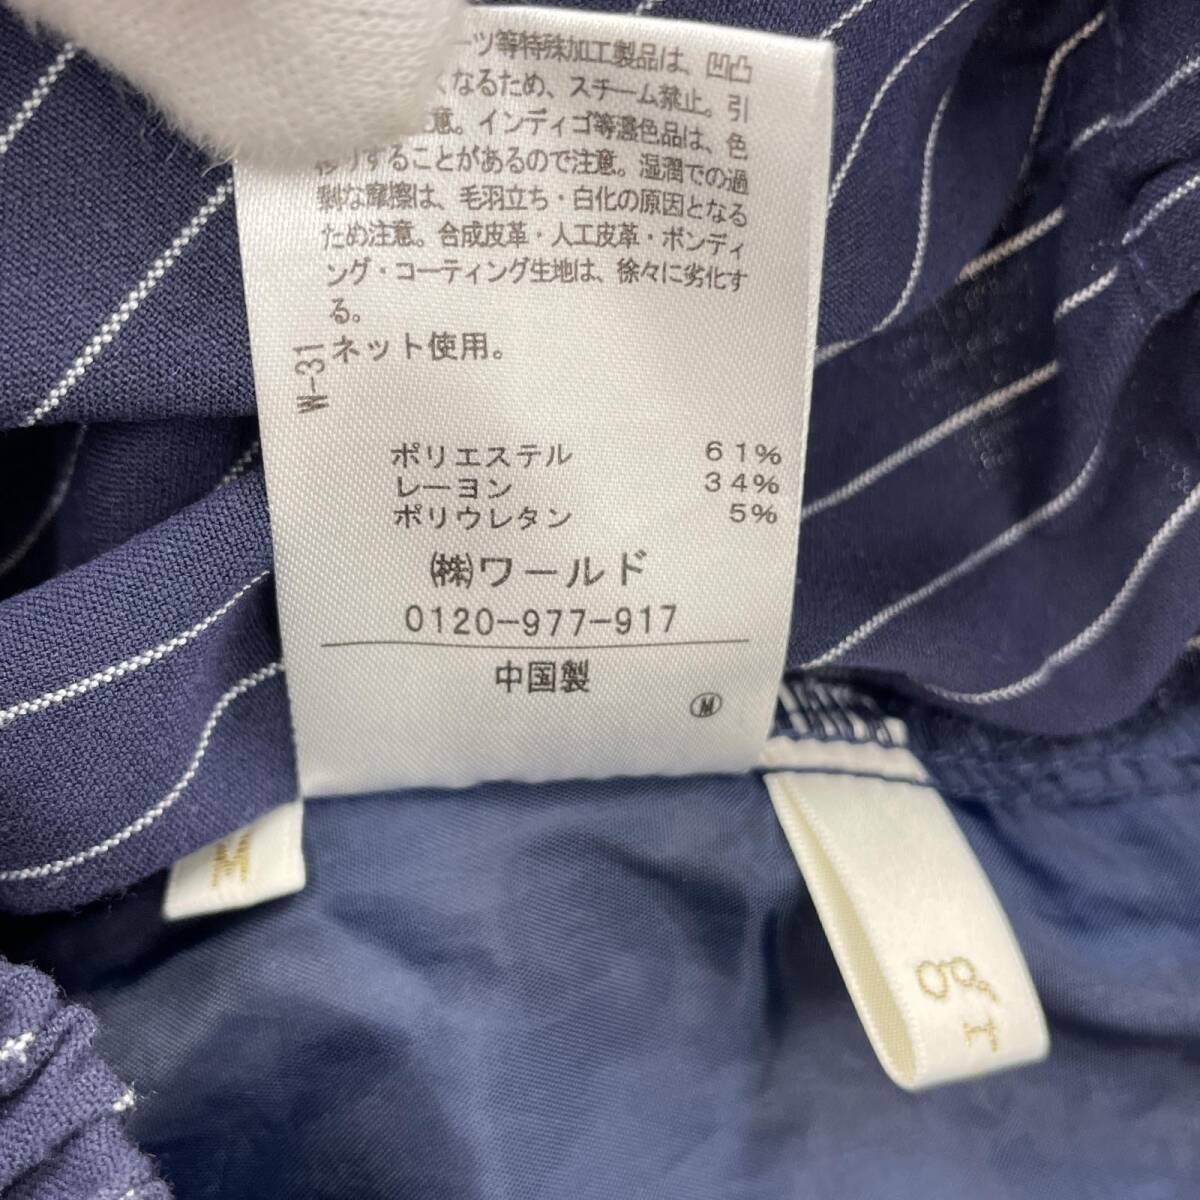 ーツ等特殊加工製品は、凹凸
くなるため、スチーム禁止。引
意。インディゴ等濃色品は、色
移りすることがあるので注意。湿潤での過
剰な摩擦は、毛羽立ち・白化の原因となる
ため注意。合成皮革・人工皮革・ボンディ
ング・コーティング生地は、徐々に劣化す
る。
ネット使用。
W-31
ポリエステル 61%
レーヨン 34%
ポリウレタン 5%
㈱ワールド
0120-977-917
中国製
Ⓜ
M
gr